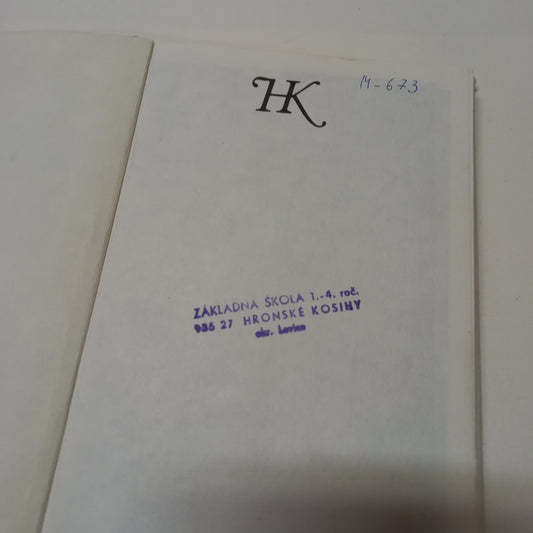 HK
14-673
ZÁKLADNÁ ŠKOLA 1.-4. roč.
935 27 HRONSKÉ KOSIHY
okr. Levice